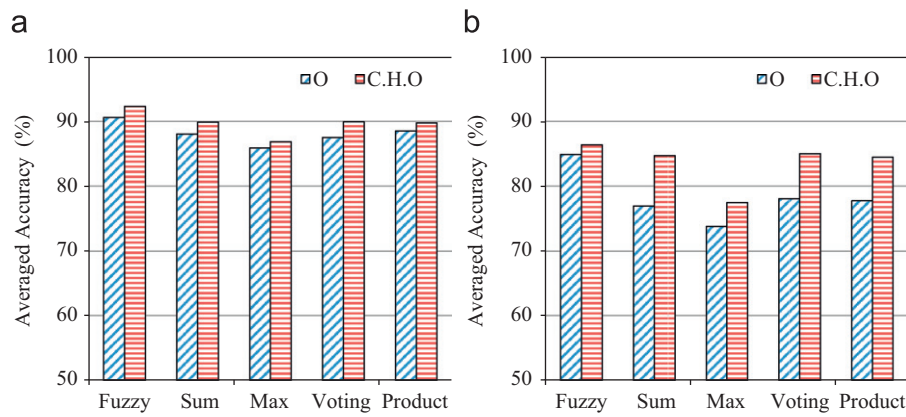 a
Averaged Accuracy (%)
100
90
80
70
60
50
O C.H.O
Fuzzy Sum Max Voting Product
b
Averaged Accuracy (%)
100
90
80
70
60
50
O C.H.O
Fuzzy Sum Max Voting Product